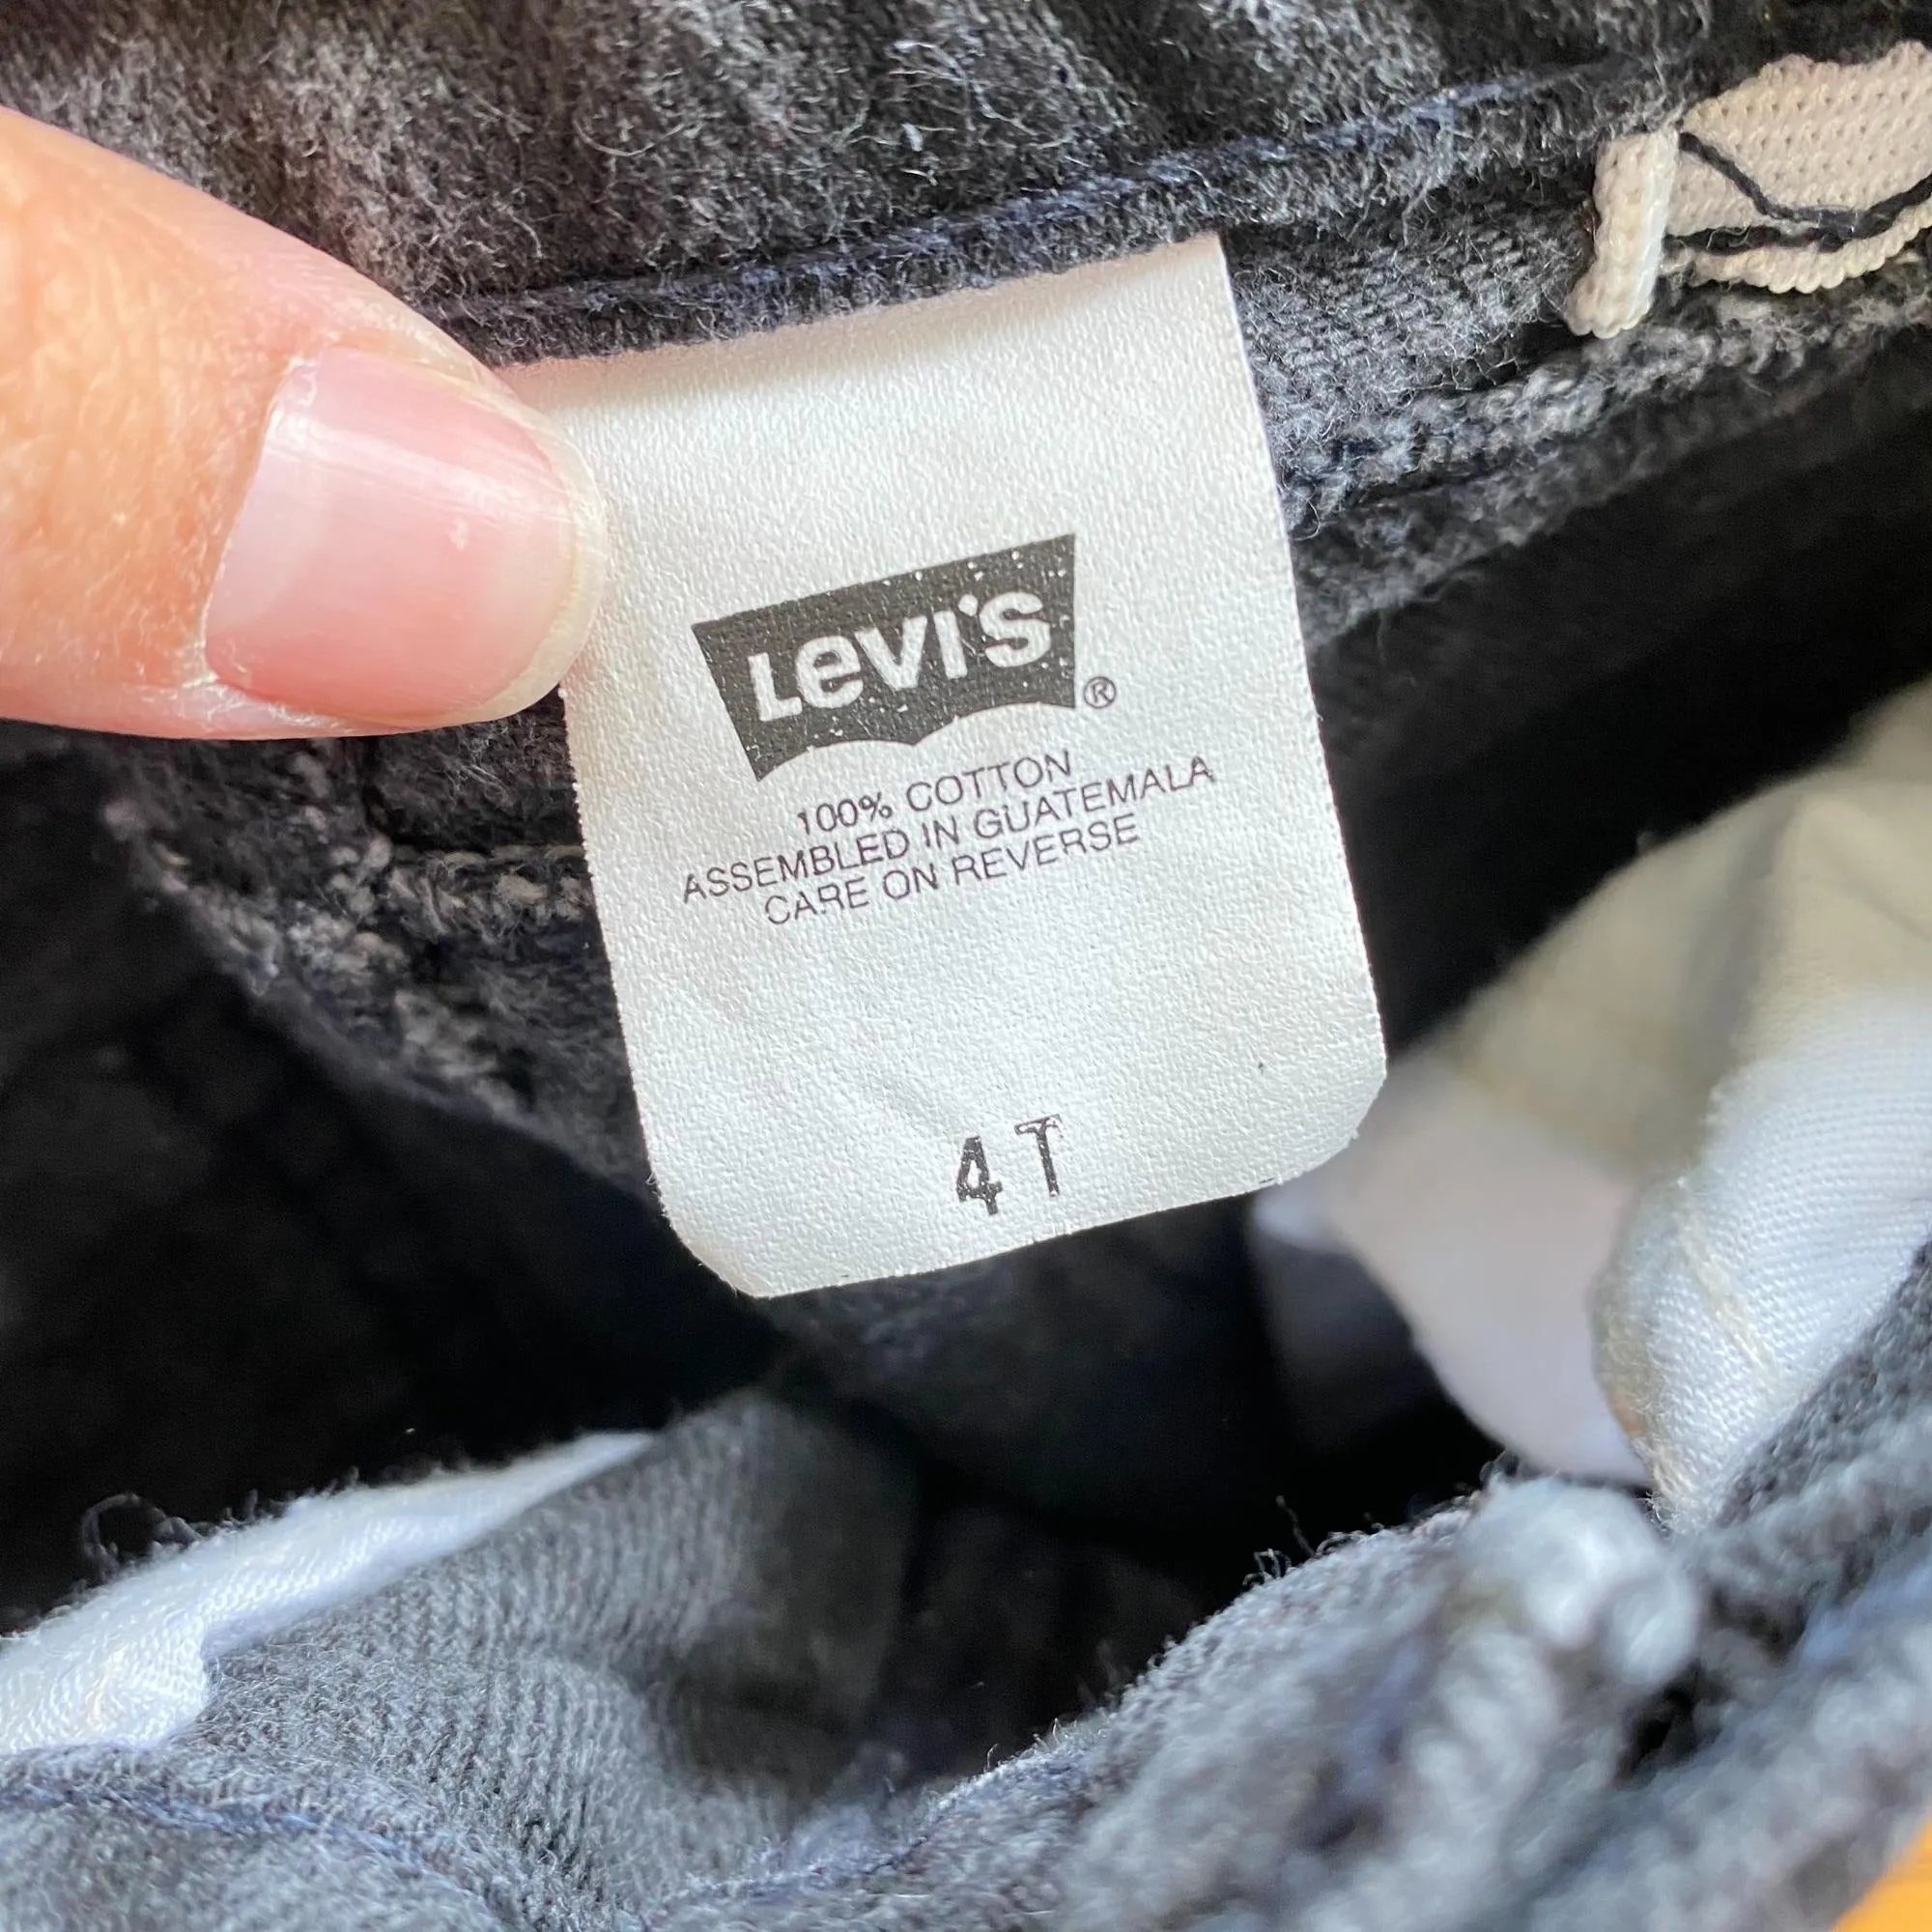 LEVI'S ®
100% COTTON
ASSEMBLED IN GUATEMALA
CARE ON REVERSE
4T